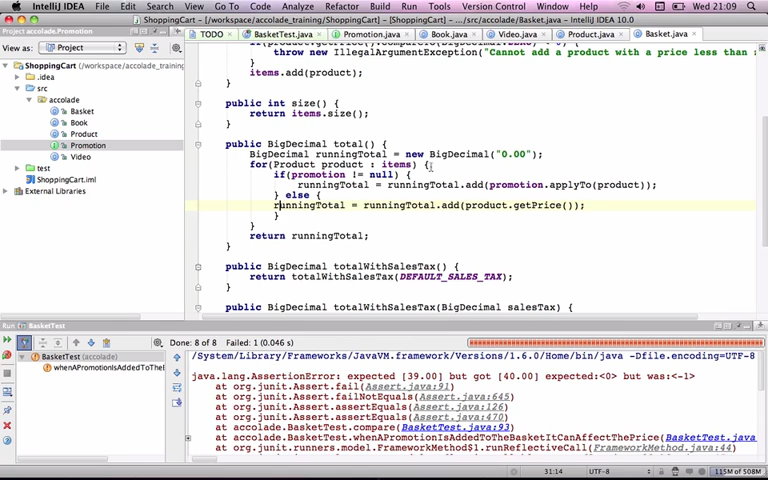 IntelliJ IDEA File Edit Search View Go To Code Analyze Refactor Build Run Tools Version Control Window Help Wed 22 May 21:09
ShoppingCart - [/workspace/accolade_training/ShoppingCart] - [ShoppingCart] - .../src/accolade/Basket.java - IntelliJ IDEA 10.0
accolade.Promotion
TODO BasketTest.java Promotion.java Book.java Video.java Product.java Basket.java
View as: Project
ShoppingCart (/workspace/accolade_training
.idea
src
accolade
Basket
Book
Product
Promotion
Video
test
ShoppingCart.iml
External Libraries
throw new IllegalArgumentException("Cannot add a product with a price less than
}
items.add(product);
}
public int size() {
return items.size();
}
public BigDecimal total() {
BigDecimal runningTotal = new BigDecimal("0.00");
for(Product product : items) {
if(promotion != null) {
runningTotal = runningTotal.add(promotion.applyTo(product));
} else {
runningTotal = runningTotal.add(product.getPrice());
}
}
return runningTotal;
}
public BigDecimal totalWithSalesTax() {
return totalWithSalesTax(DEFAULT_SALES_TAX);
}
public BigDecimal totalWithSalesTax(BigDecimal salesTax) {
Run BasketTest
Done: 8 of 8 Failed: 1 (0.046 s)
BasketTest (accolade)
whenAPromotionIsAddedToTheB
/System/Library/Frameworks/JavaVM.framework/Versions/1.6.0/Home/bin/java -Dfile.encoding=UTF-8
java.lang.AssertionError: expected [39.00] but got [40.00] expected:<0> but was:<-1>
at org.junit.Assert.fail(Assert.java:91)
at org.junit.Assert.failNotEquals(Assert.java:645)
at org.junit.Assert.assertEquals(Assert.java:126)
at org.junit.Assert.assertEquals(Assert.java:470)
at accolade.BasketTest.compare(BasketTest.java:93)
at accolade.BasketTest.whenAPromotionIsAddedToTheBasketItCanAffectThePrice(BasketTest.java
at org.junit.runners.model.FrameworkMethod$1.runReflectiveCall(FrameworkMethod.java:44)
31:14 UTF-8 115M of 508M